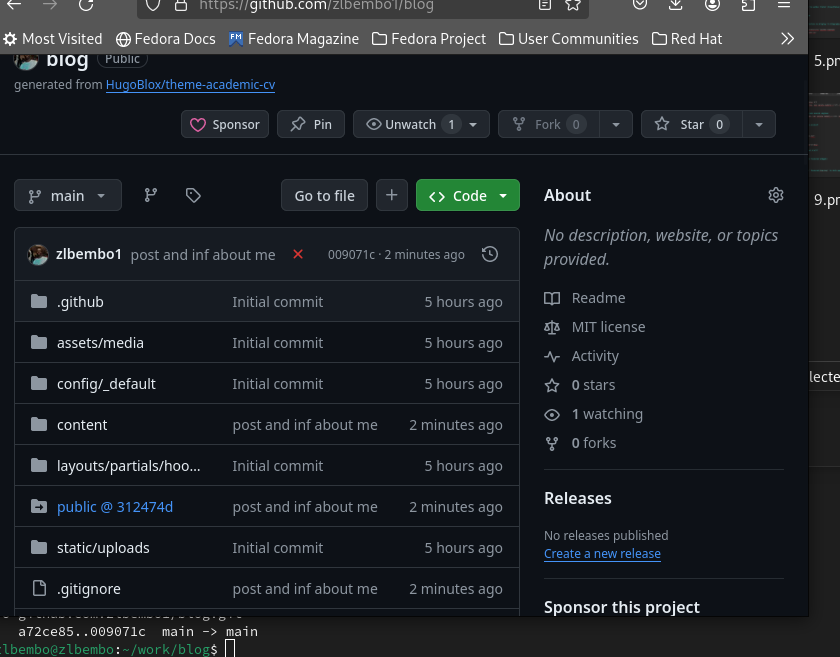 https://github.com/zlbembo1/blog
Most Visited Fedora Docs Fedora Magazine Fedora Project User Communities Red Hat
blog Public
generated from HugoBlox/theme-academic-cv
Sponsor Pin Unwatch 1 Fork 0 Star 0
main Go to file Code
zlbembo1 post and inf about me 009071c · 2 minutes ago
.github Initial commit 5 hours ago
assets/media Initial commit 5 hours ago
config/_default Initial commit 5 hours ago
content post and inf about me 2 minutes ago
layouts/partials/hoo... Initial commit 5 hours ago
public @ 312474d post and inf about me 2 minutes ago
static/uploads Initial commit 5 hours ago
.gitignore post and inf about me 2 minutes ago
About
No description, website, or topics
provided.
Readme
MIT license
Activity
0 stars
1 watching
0 forks
Releases
No releases published
Create a new release
Sponsor this project
5.pn
9.pn
lecte
a72ce85..009071c main -> main
zlbembo@zlbembo:~/work/blog$